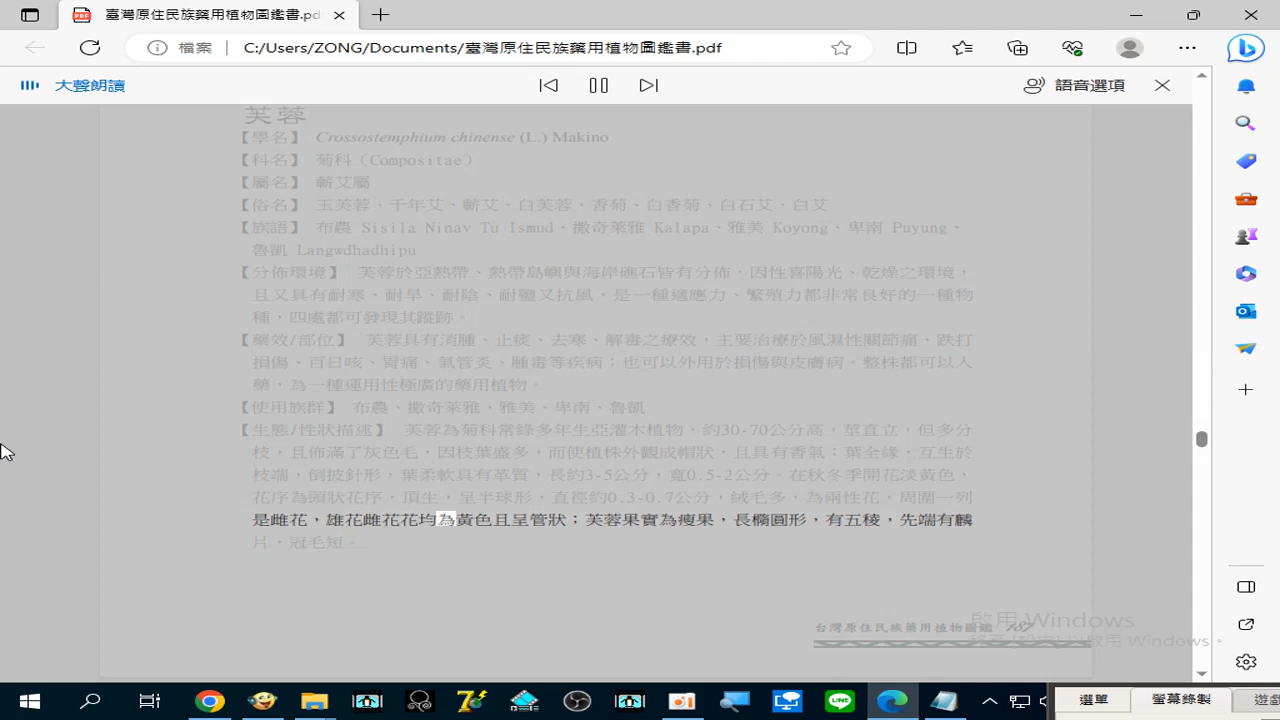 臺灣原住民族藥用植物圖鑑書.pd
檔案 C:/Users/ZONG/Documents/臺灣原住民族藥用植物圖鑑書.pdf
大聲朗讀
語音選項
芙蓉
【學名】 Crossostemphium chinense (L.) Makino
【科名】 菊科（Compositae）
【屬名】 蘄艾屬
【俗名】 玉芙蓉、千年艾、蘄艾、白芙蓉、香菊、白香菊、白石艾、白艾
【族語】 布農 Sisila Ninav Tu Ismud、撒奇萊雅 Kalapa、雅美 Koyong、卑南 Puyung、
魯凱 Langwdhadhipu
【分佈環境】 芙蓉於亞熱帶、熱帶島嶼與海岸礁石皆有分佈，因性喜陽光、乾燥之環境，
且又具有耐寒、耐旱、耐陰、耐鹽又抗風，是一種適應力、繁殖力都非常良好的一種物
種，四處都可發現其蹤跡。
【藥效/部位】 芙蓉具有消腫、止痰、去寒、解毒之療效，主要治療於風濕性關節痛、跌打
損傷、百日咳、胃痛、氣管炎、腫毒等疾病；也可以外用於損傷與皮膚病。整株都可以入
藥，為一種運用性極廣的藥用植物。
【使用族群】 布農、撒奇萊雅、雅美、卑南、魯凱
【生態/性狀描述】 芙蓉為菊科常綠多年生亞灌木植物，約30-70公分高，莖直立，但多分
枝，且佈滿了灰色毛，因枝葉盛多，而使植株外觀成帽狀，且具有香氣；葉全緣，互生於
枝端，倒披針形，葉柔軟具有革質，長約3-5公分，寬0.5-2公分。在秋冬季開花淡黃色，
花序為頭狀花序，頂生，呈半球形，直徑約0.3-0.7公分，絨毛多，為兩性花，周圍一列
是雌花，雄花雌花花均為黃色且呈管狀；芙蓉果實為瘦果，長橢圓形，有五稜，先端有麟
片，冠毛短。
台灣原住民族藥用植物圖鑑 187
啟用 Windows
移至 [設定] 以啟用 Windows。
選單
螢幕錄製
遊戲